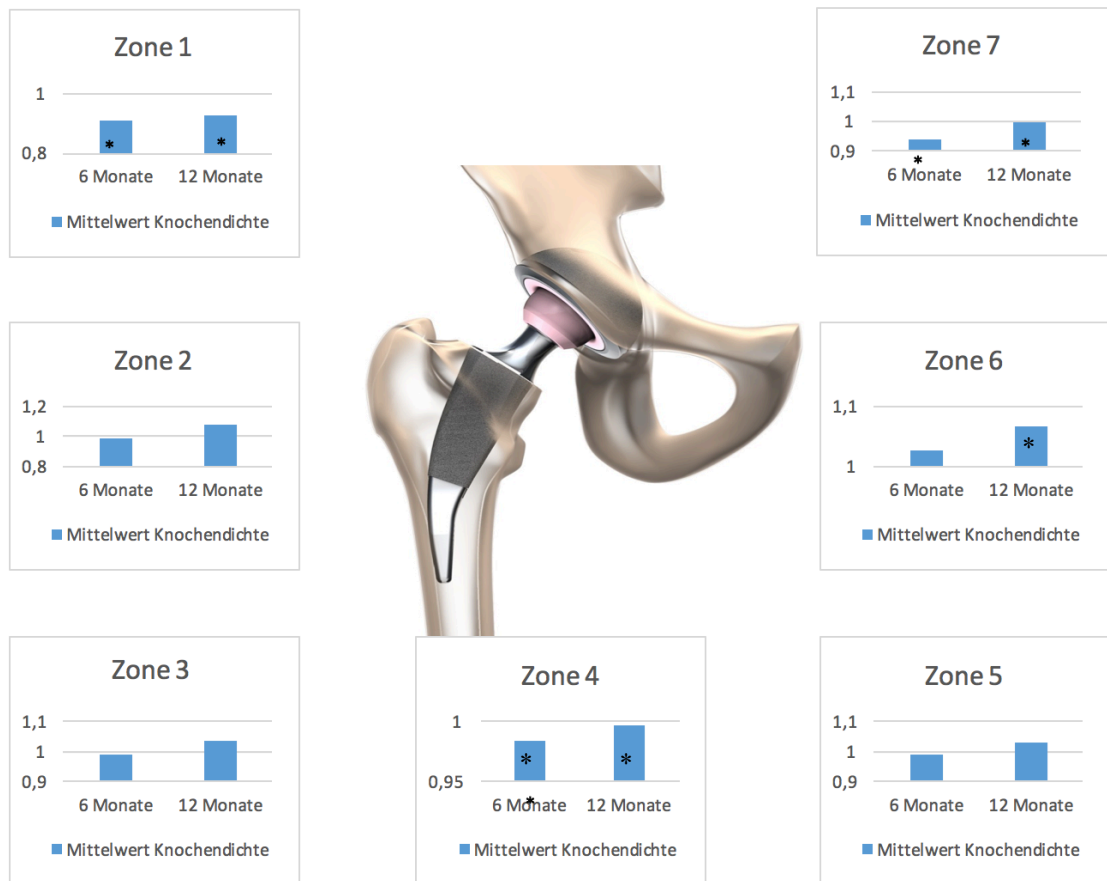 Zone 1
1
*
*
0,8
6 Monate 12 Monate
Mittelwert Knochendichte
Zone 7
1,1
1
0,9
*
*
6 Monate 12 Monate
Mittelwert Knochendichte
Zone 2
1,2
1
0,8
6 Monate 12 Monate
Mittelwert Knochendichte
Zone 6
1,1
*
1
6 Monate 12 Monate
Mittelwert Knochendichte
Zone 3
1,1
1
0,9
6 Monate 12 Monate
Mittelwert Knochendichte
Zone 4
1
*
*
0,95
6 Monate 12 Monate
*
Mittelwert Knochendichte
Zone 5
1,1
1
0,9
6 Monate 12 Monate
Mittelwert Knochendichte